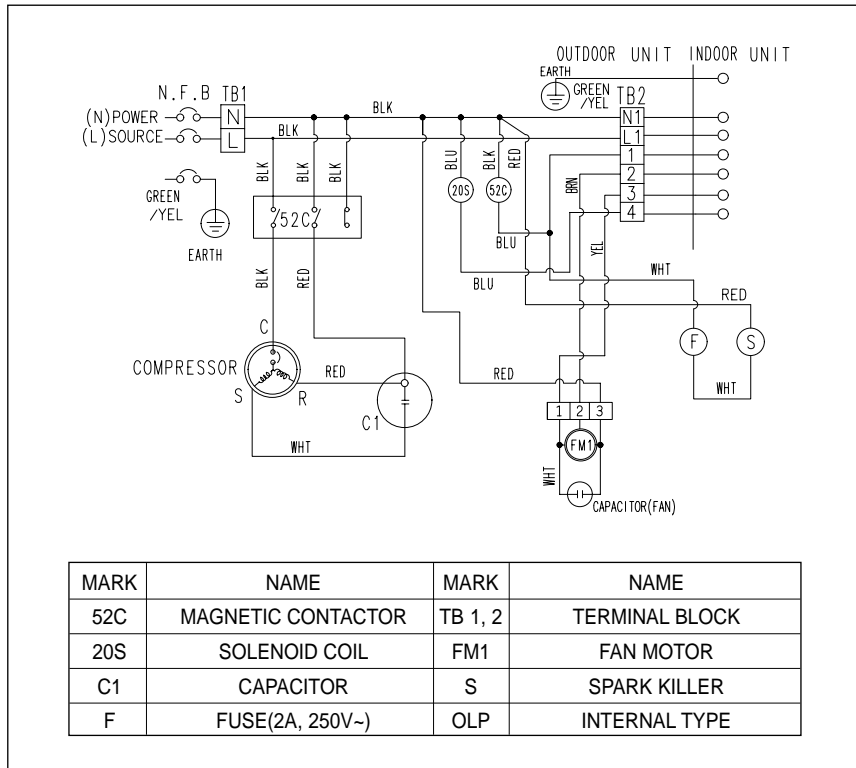 OUTDOOR UNIT INDOOR UNIT
EARTH
GREEN
/YEL
N.F.B TB1
TB2
(N)POWER N BLK N1
(L)SOURCE L BLK L1
1
2
3
4
BLK BLK BLK
BLU BLK RED
20S 52C
BRN
GREEN
/YEL
EARTH
52C
BLU
YEL
BLU
WHT
BLK RED
RED
C
COMPRESSOR
F S
S R
RED
RED
C1
WHT
WHT
1 2 3
FM1
WHT
CAPACITOR(FAN)
MARK NAME MARK NAME
52C MAGNETIC CONTACTOR TB 1, 2 TERMINAL BLOCK
20S SOLENOID COIL FM1 FAN MOTOR
C1 CAPACITOR S SPARK KILLER
F FUSE(2A, 250V~) OLP INTERNAL TYPE